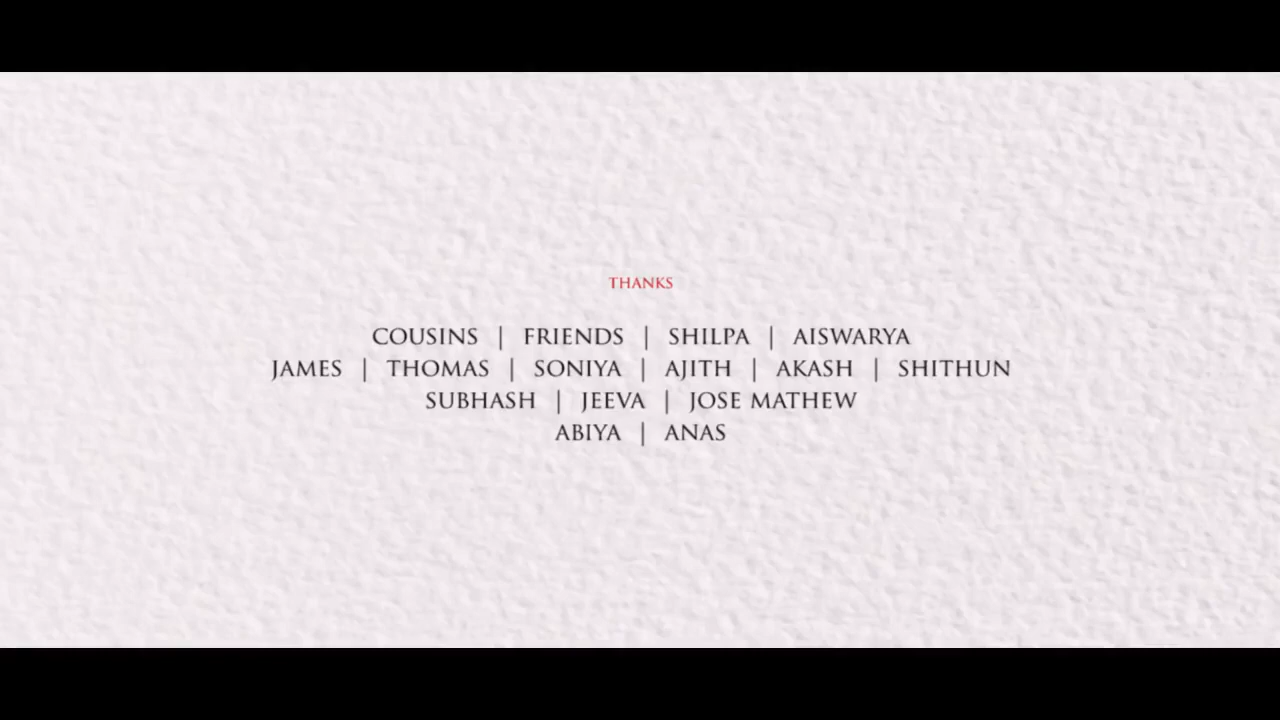 THANKS
COUSINS | FRIENDS | SHILPA | AISWARYA
JAMES | THOMAS | SONIYA | AJITH | AKASH | SHITHUN
SUBHASH | JEEVA | JOSE MATHEW
ABIYA | ANAS